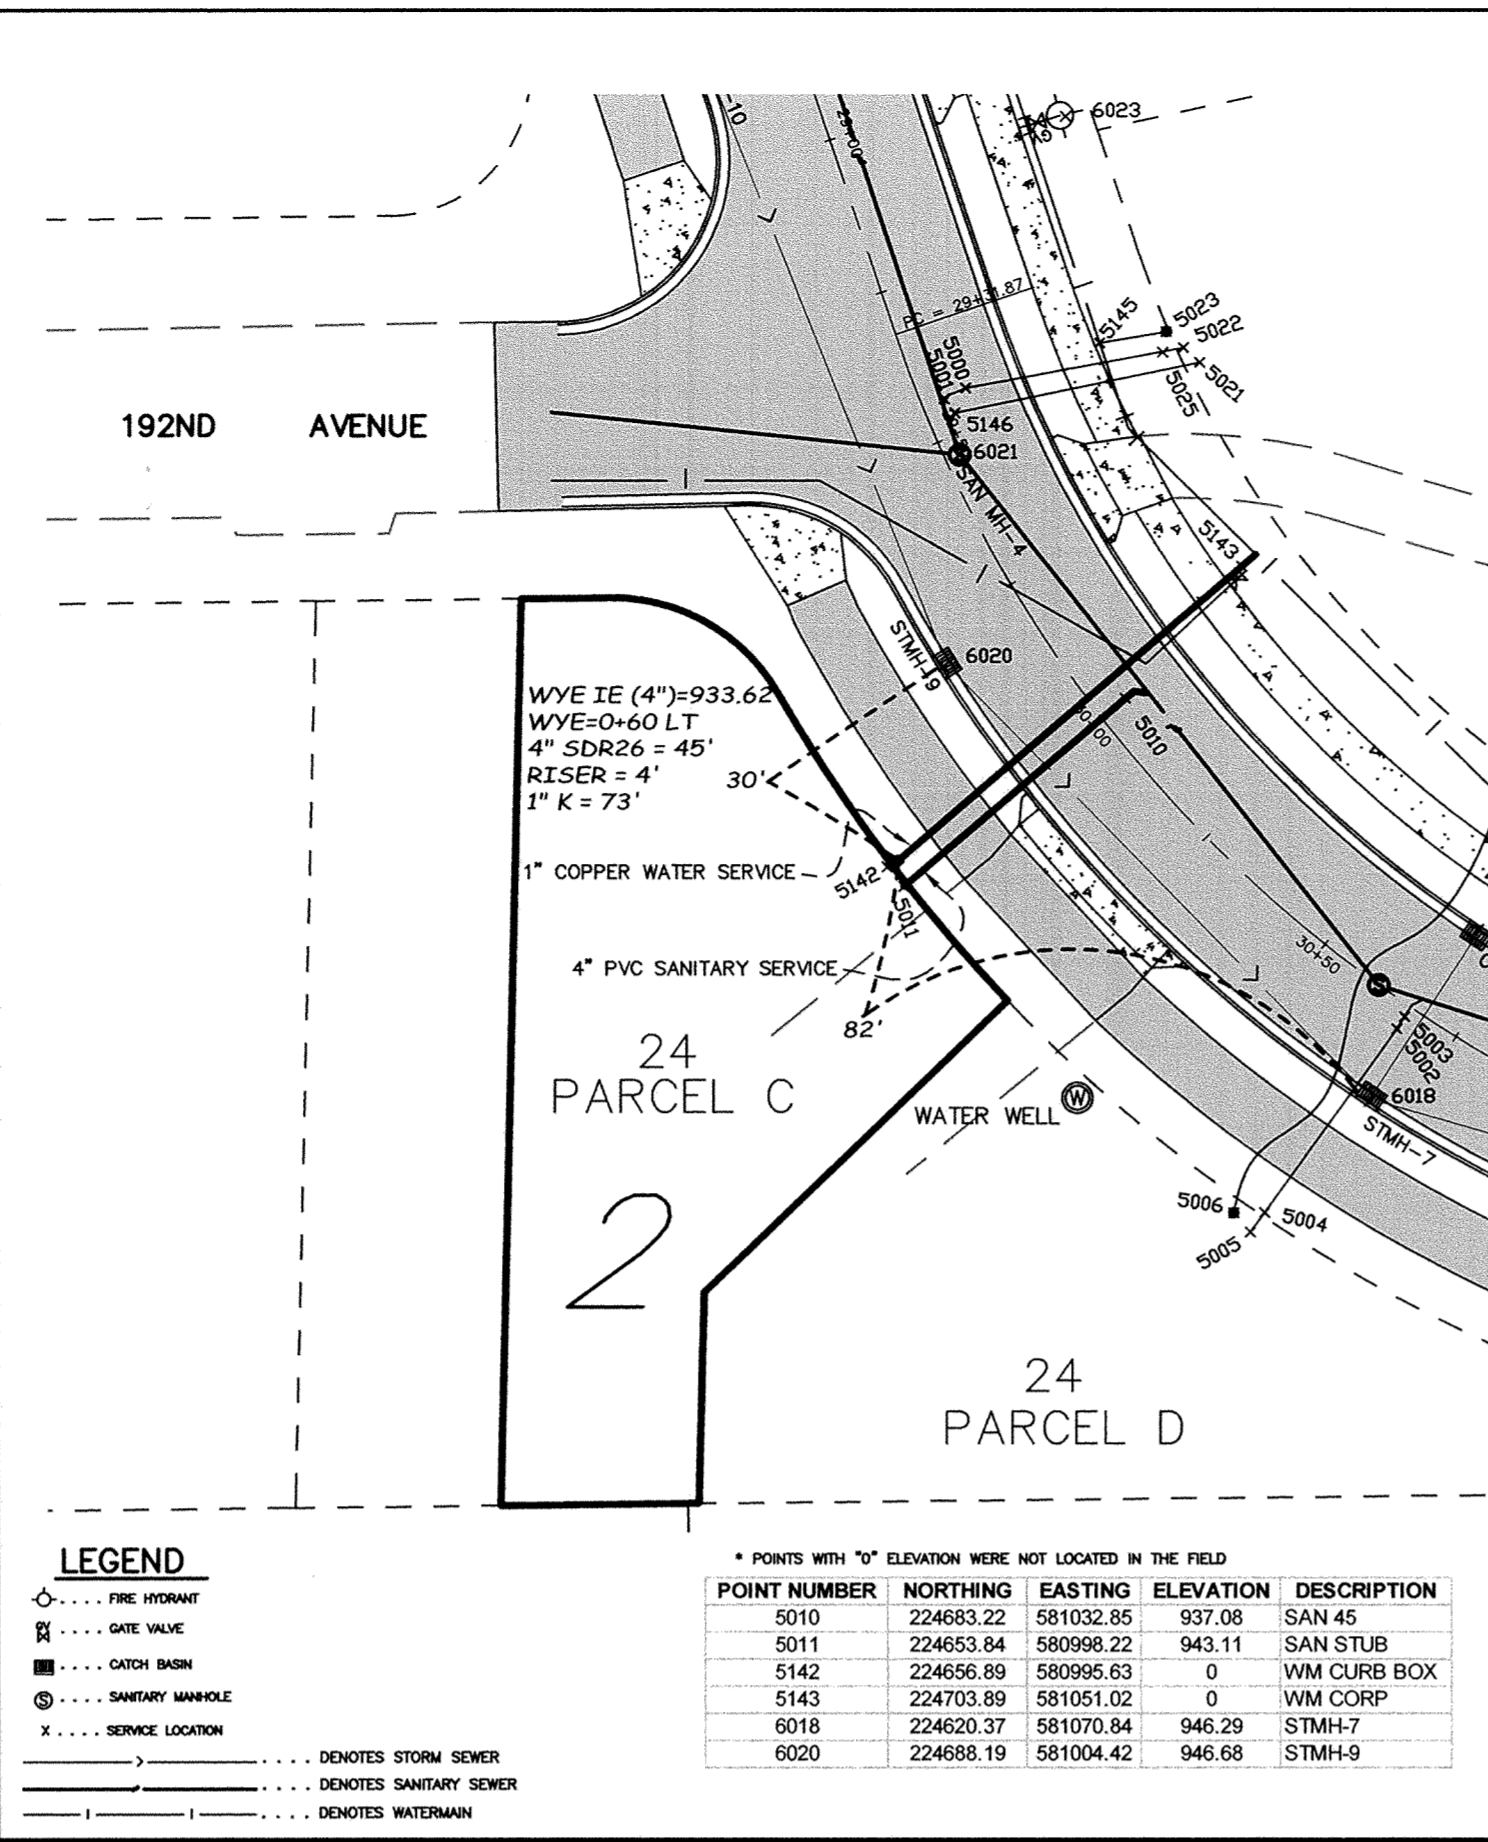 10
29+00
GV
6023
PC = 29+31.87
5145
5023
5022
5021
5025
5000
5001
5146
6021
SAN MH-4
192ND AVENUE
5143
STMH-9
6020
WYE IE (4")=933.62
WYE=0+60 LT
4" SDR26 = 45'
RISER = 4'
1" K = 73'
30'
5010
1" COPPER WATER SERVICE
5142
5011
4" PVC SANITARY SERVICE
82'
30+50
S
5003
5002
6018
STMH-7
24
PARCEL C
WATER WELL
W
5006
5004
5005
2
24
PARCEL D
LEGEND
.... FIRE HYDRANT
GV .... GATE VALVE
.... CATCH BASIN
S .... SANITARY MANHOLE
X .... SERVICE LOCATION
.... DENOTES STORM SEWER
.... DENOTES SANITARY SEWER
.... DENOTES WATERMAIN
* POINTS WITH "0" ELEVATION WERE NOT LOCATED IN THE FIELD
POINT NUMBER NORTHING EASTING ELEVATION DESCRIPTION
5010 224683.22 581032.85 937.08 SAN 45
5011 224653.84 580998.22 943.11 SAN STUB
5142 224656.89 580995.63 0 WM CURB BOX
5143 224703.89 581051.02 0 WM CORP
6018 224620.37 581070.84 946.29 STMH-7
6020 224688.19 581004.42 946.68 STMH-9